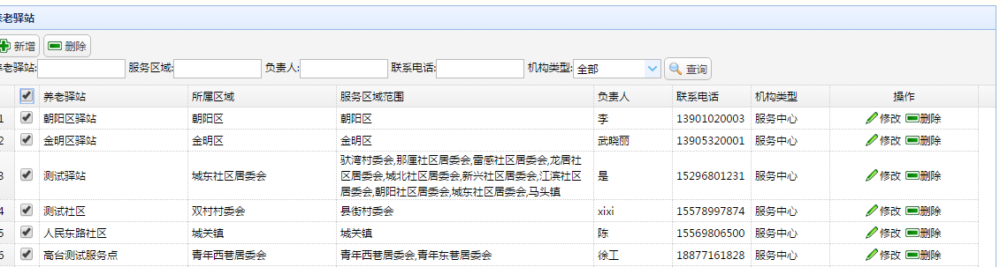 老驿站
新增 删除
老驿站: 服务区域: 负责人: 联系电话: 机构类型: 全部 查询
养老驿站 所属区域 服务区域范围 负责人 联系电话 机构类型 操作
1 朝阳区驿站 朝阳区 朝阳区 李 13901020003 服务中心 修改 删除
2 金明区驿站 金明区 金明区 武晓丽 13905320001 服务中心 修改 删除
驮湾村委会,那厘社区居委会,雷感社区居委会,龙居社
3 测试驿站 城东社区居委会 区居委会,城北社区居委会,新兴社区居委会,江滨社区 是 15296801231 服务中心 修改 删除
居委会,朝阳社区居委会,城东社区居委会,马头镇
4 测试社区 双村村委会 县街村委会 xixi 15578997874 服务中心 修改 删除
5 人民东路社区 城关镇 城关镇 陈 15569806500 服务中心 修改 删除
6 高台测试服务点 青年西巷居委会 青年西巷居委会,青年东巷居委会 徐工 18877161828 服务中心 修改 删除